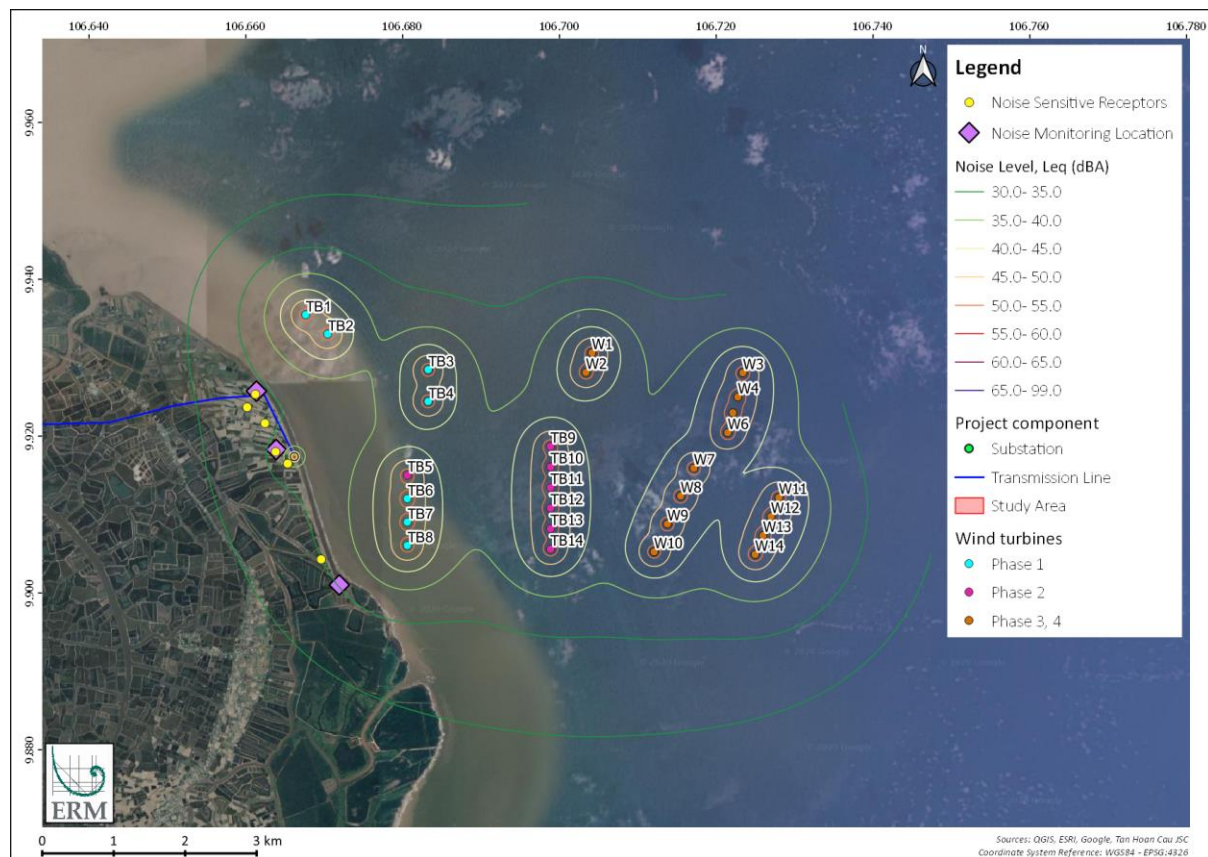 106.640 106.660 106.680 106.700 106.720 106.740 106.760 106.780
N
Legend
Noise Sensitive Receptors
Noise Monitoring Location
Noise Level, Leq (dBA)
30.0- 35.0
35.0- 40.0
40.0- 45.0
45.0- 50.0
50.0- 55.0
55.0- 60.0
60.0- 65.0
65.0- 99.0
Project component
Substation
Transmission Line
Study Area
Wind turbines
Phase 1
Phase 2
Phase 3, 4
9.960
9.940
9.920
9.900
9.880
TB1
TB2
TB3
TB4
W1
W2
W3
W4
W6
TB5
TB6
TB7
TB8
TB9
TB10
TB11
TB12
TB13
TB14
W7
W8
W9
W10
W11
W12
W13
W14
ERM
0 1 2 3 km
Sources: QGIS, ESRI, Google, Tan Hoan Cau JSC
Coordinate System Reference: WGS84 - EPSG:4326